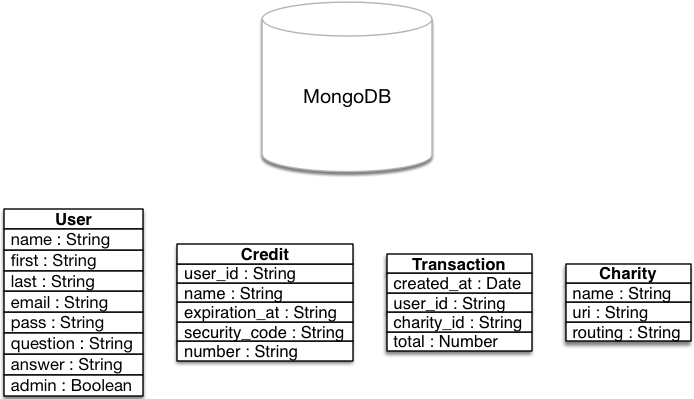 MongoDB
User
name : String
first : String
last : String
email : String
pass : String
question : String
answer : String
admin : Boolean
Credit
user_id : String
name : String
expiration_at : String
security_code : String
number : String
Transaction
created_at : Date
user_id : String
charity_id : String
total : Number
Charity
name : String
uri : String
routing : String